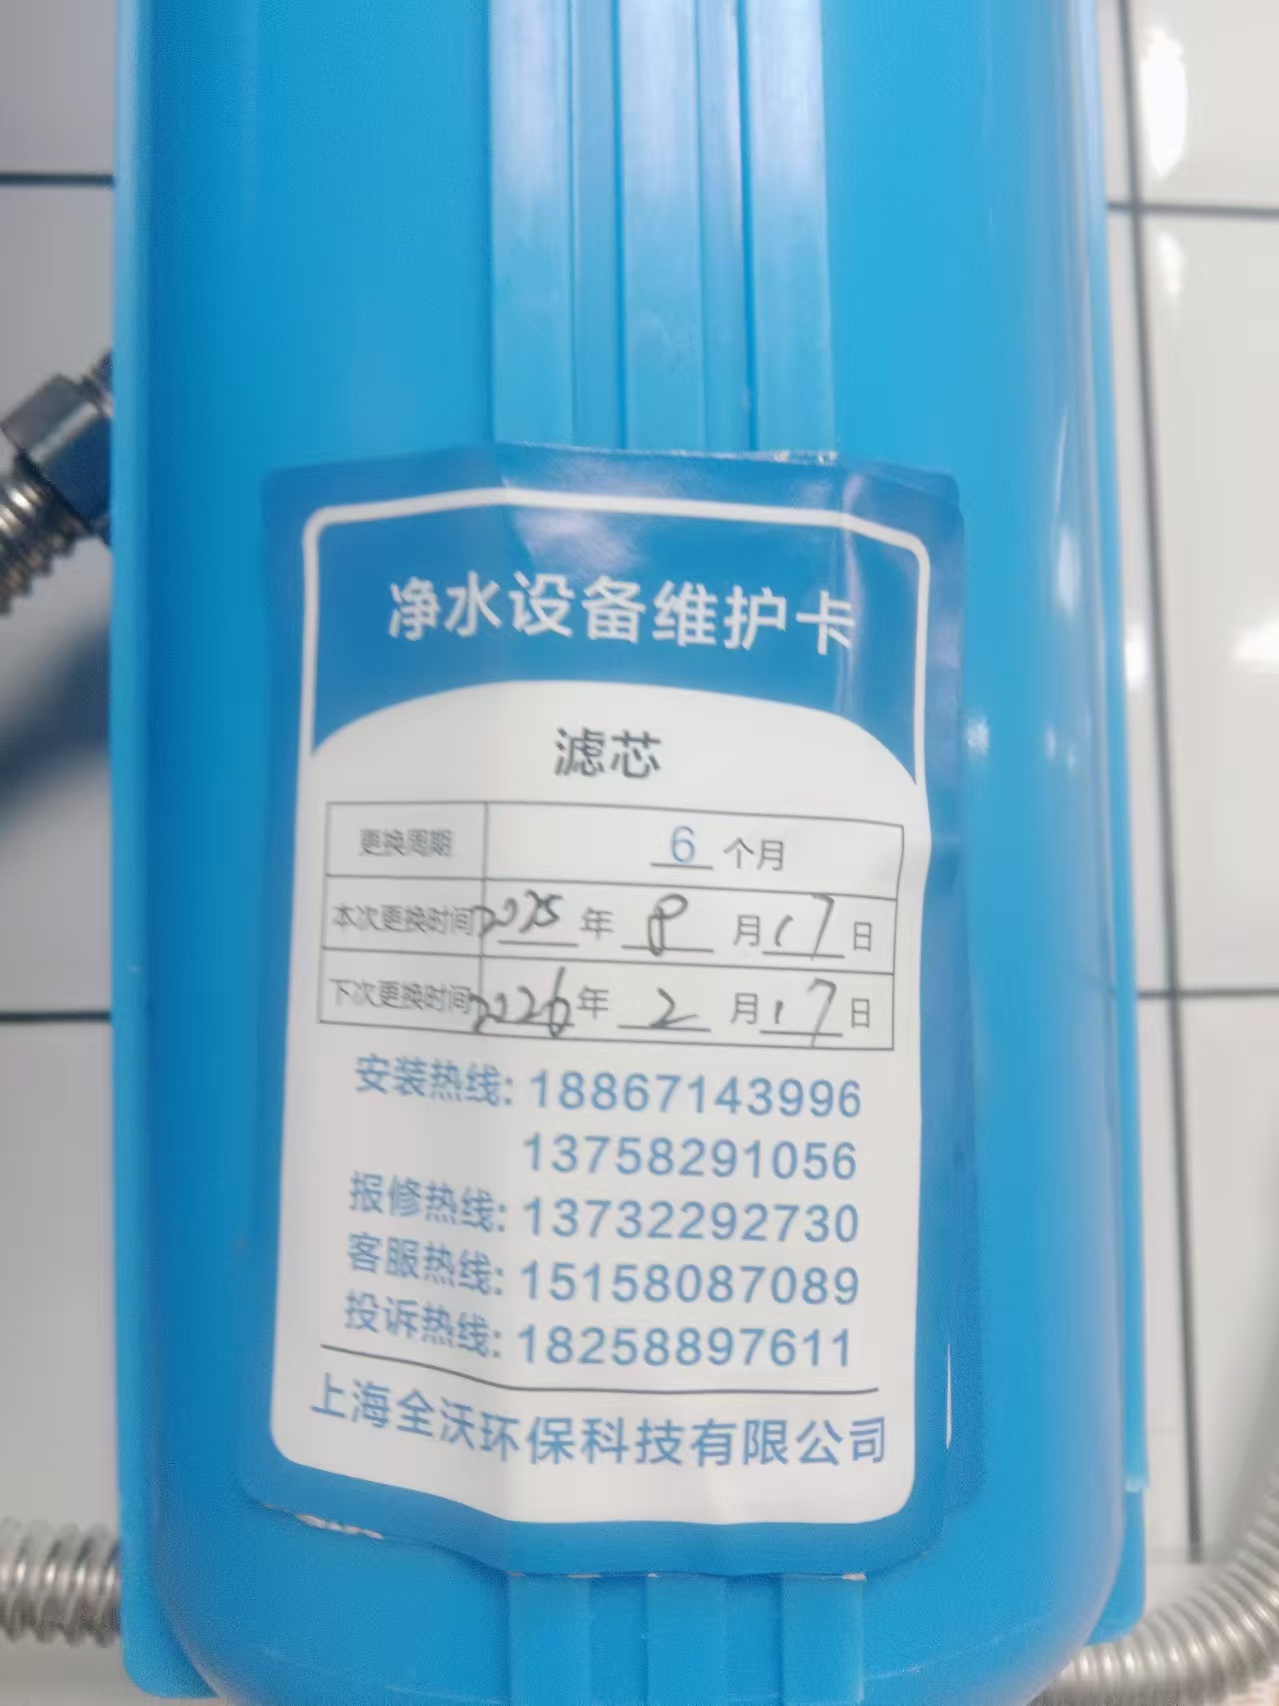 净水设备维护卡
滤芯
更换周期 6 个月
本次更换时间 2025 年 8 月 17 日
下次更换时间 2026 年 2 月 17 日
安装热线: 18867143996
13758291056
报修热线: 13732292730
客服热线: 15158087089
投诉热线: 18258897611
上海全沃环保科技有限公司